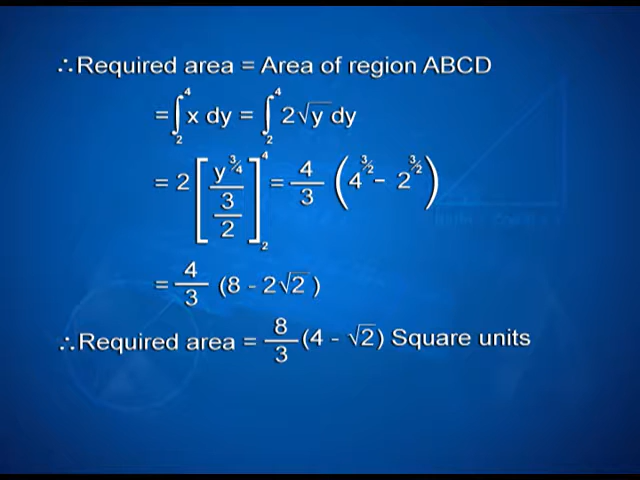 ∴Required area = Area of region ABCD
= ∫₂⁴ x dy = ∫₂⁴ 2√y dy
= 2 [ y^(3/4) / (3/2) ]₂⁴ = 4/3 ( 4^(3/2) - 2^(3/2) )
= 4/3 (8 - 2√2 )
∴Required area = 8/3 (4 - √2) Square units